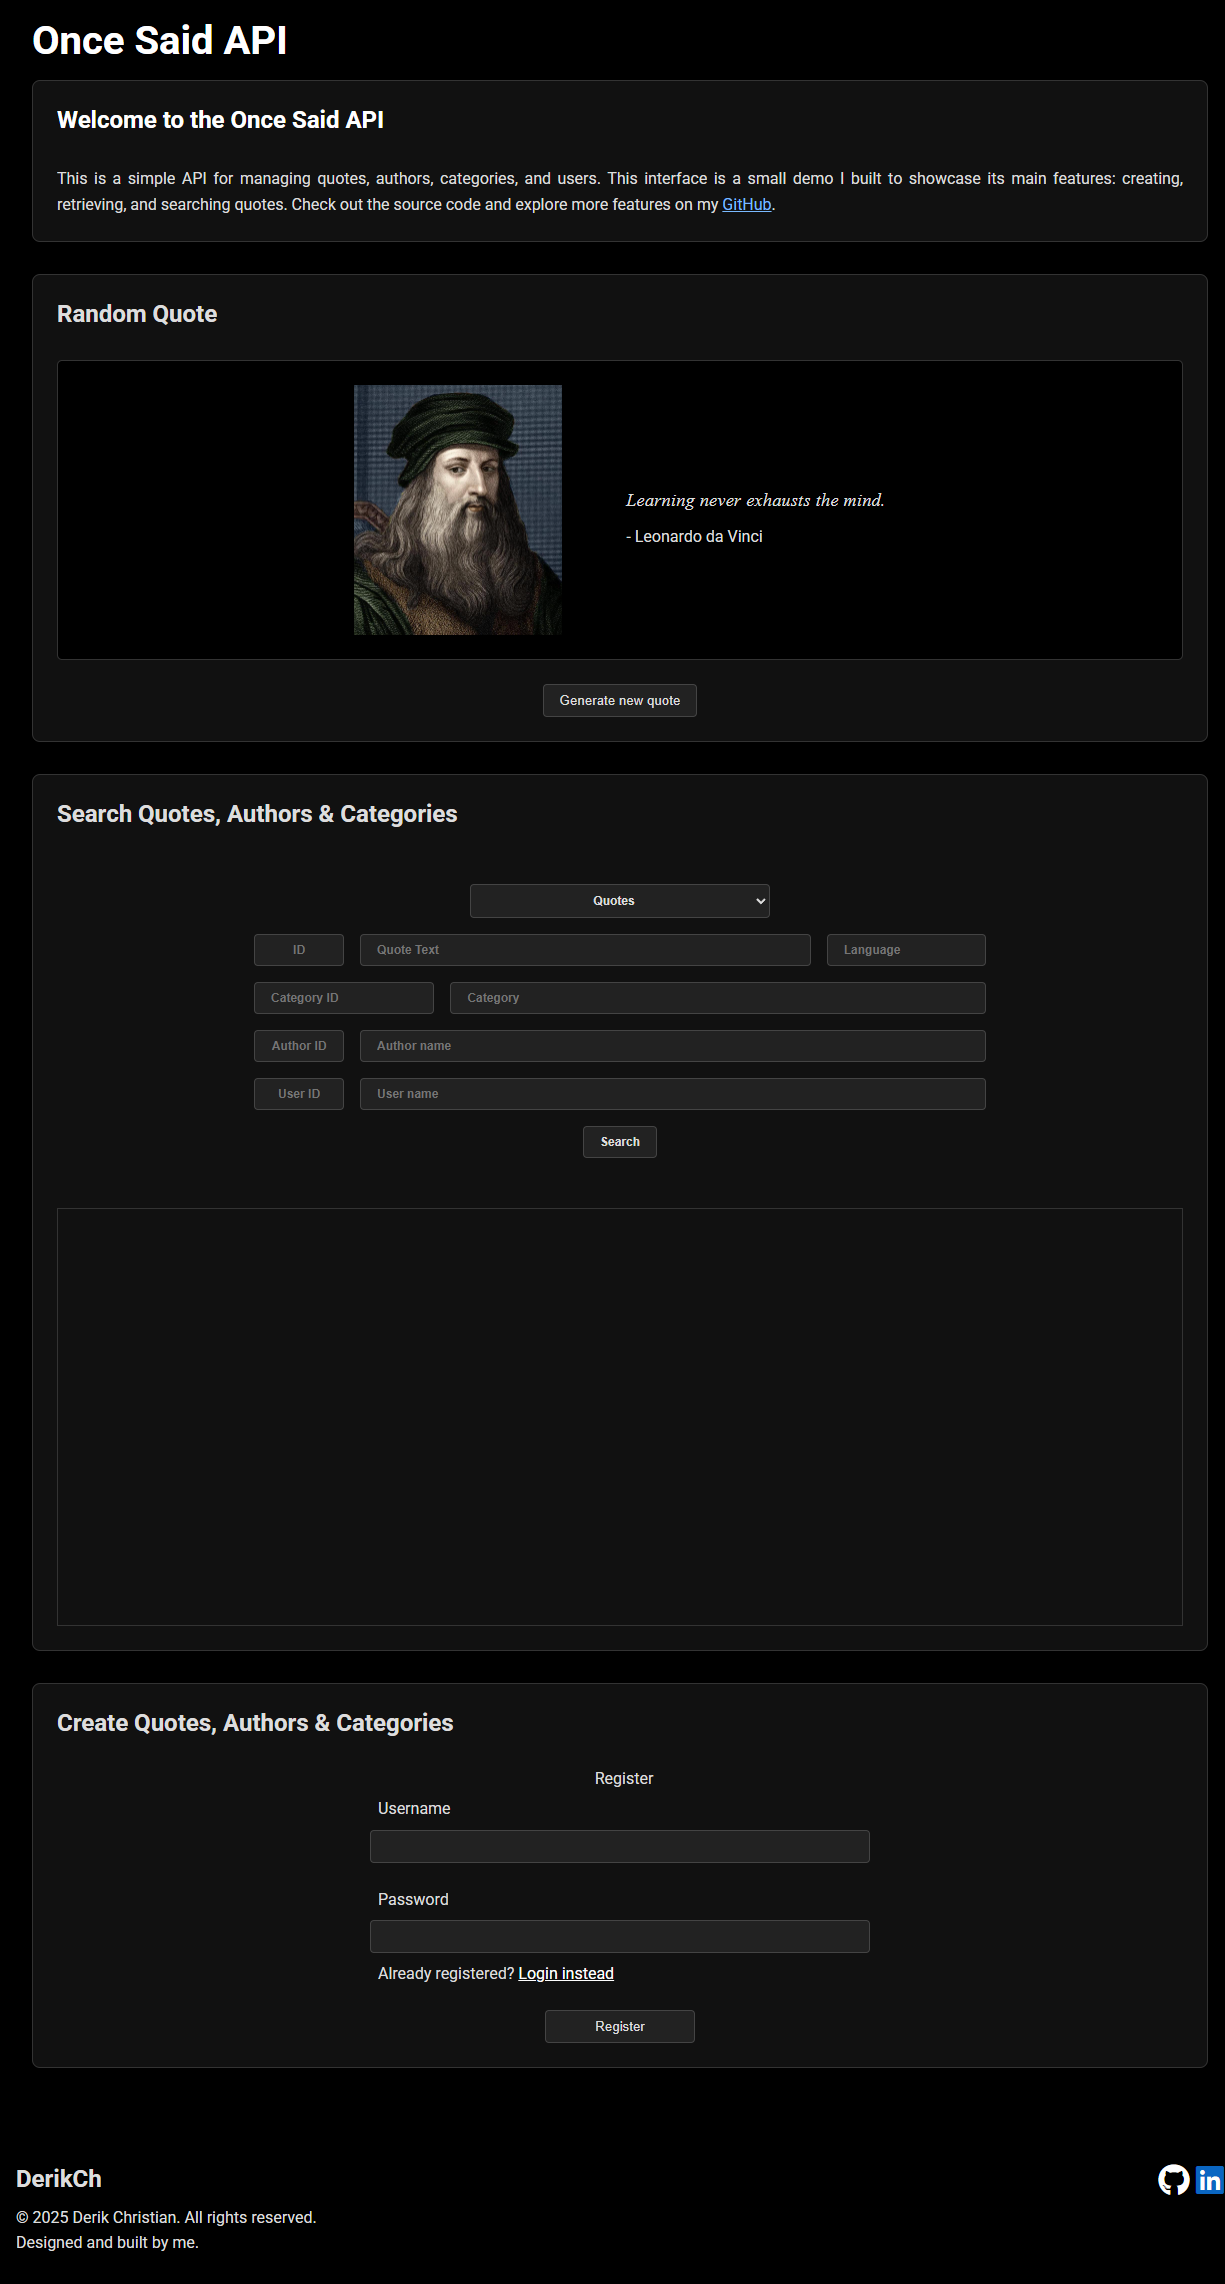 Once Said API
Welcome to the Once Said API
This is a simple API for managing quotes, authors, categories, and users. This interface is a small demo I built to showcase its main features: creating,
retrieving, and searching quotes. Check out the source code and explore more features on my GitHub.
Random Quote
Learning never exhausts the mind.
- Leonardo da Vinci
Generate new quote
Search Quotes, Authors & Categories
Quotes
ID Quote Text Language
Category ID Category
Author ID Author name
User ID User name
Search
Create Quotes, Authors & Categories
Register
Username
Password
Already registered? Login instead
Register
DerikCh
in
© 2025 Derik Christian. All rights reserved.
Designed and built by me.